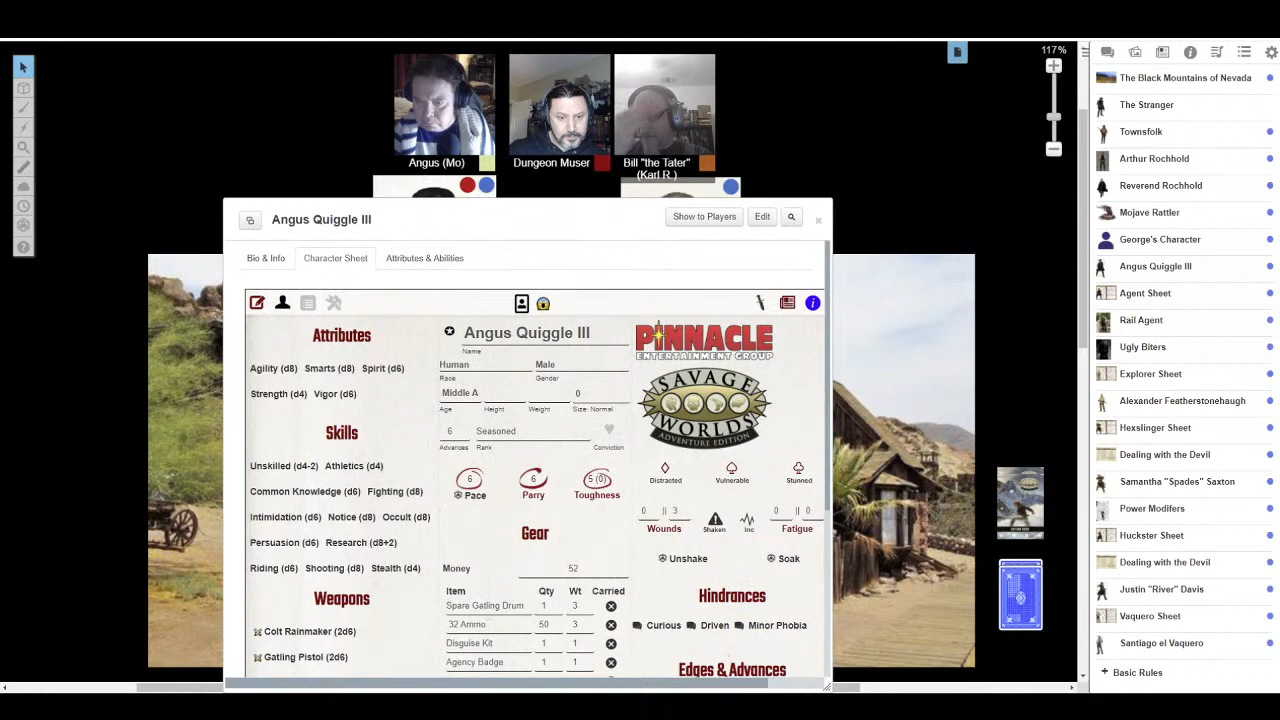 117%
Angus (Mo)
Dungeon Muser
Bill "the Tater"
(Karl R.)
Angus Quiggle III
Show to Players
Edit
Bio & Info
Character Sheet
Attributes & Abilities
Attributes
Agility (d8) Smarts (d8) Spirit (d6)
Strength (d4) Vigor (d6)
Skills
Unskilled (d4-2) Athletics (d4)
Common Knowledge (d6) Fighting (d8)
Intimidation (d6) Notice (d8) Occult (d8)
Persuasion (d6) Research (d8+2)
Riding (d6) Shooting (d8) Stealth (d4)
Weapons
Colt Rainmaker (2d6)
Gatling Pistol (2d6)
Angus Quiggle III
Name
Human Male
Race Gender
Middle A 0
Age Height Weight Size: Normal
6 Seasoned
Advances Rank Conviction
6 6 5 (0)
Pace Parry Toughness
Gear
Money 52
Item Qty Wt Carried
Spare Gatling Drum 1 3
32 Ammo 50 3
Disguise Kit 1 1
Agency Badge 1 1
PINNACLE
ENTERTAINMENT GROUP
SAVAGE
WORLDS
ADVENTURE EDITION
Distracted Vulnerable Stunned
0 || 3 0 || 0
Wounds Shaken Inc Fatigue
Unshake Soak
Hindrances
Curious Driven Minor Phobia
Edges & Advances
The Black Mountains of Nevada
The Stranger
Townsfolk
Arthur Rochhold
Reverend Rochhold
Mojave Rattler
George's Character
Angus Quiggle III
Agent Sheet
Rail Agent
Ugly Biters
Explorer Sheet
Alexander Featherstonehaugh
Hexslinger Sheet
Dealing with the Devil
Samantha "Spades" Saxton
Power Modifers
Huckster Sheet
Dealing with the Devil
Justin "River" Davis
Vaquero Sheet
Santiago el Vaquero
Basic Rules